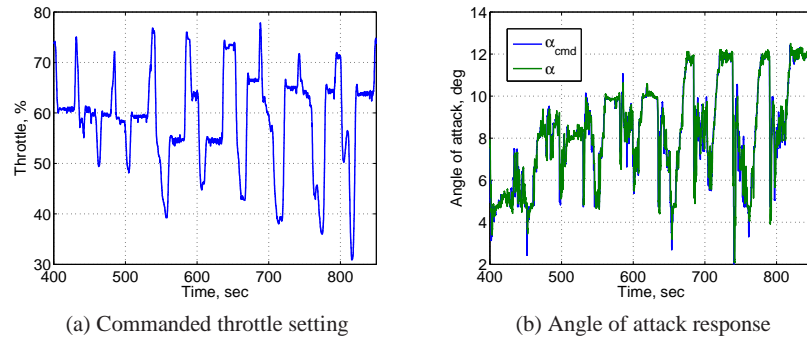 80
70
60
50
40
30
Throttle, %
400
500
600
700
800
Time, sec
(a) Commanded throttle setting
14
12
10
8
6
4
2
Angle of attack, deg
α_cmd
α
400
500
600
700
800
Time, sec
(b) Angle of attack response